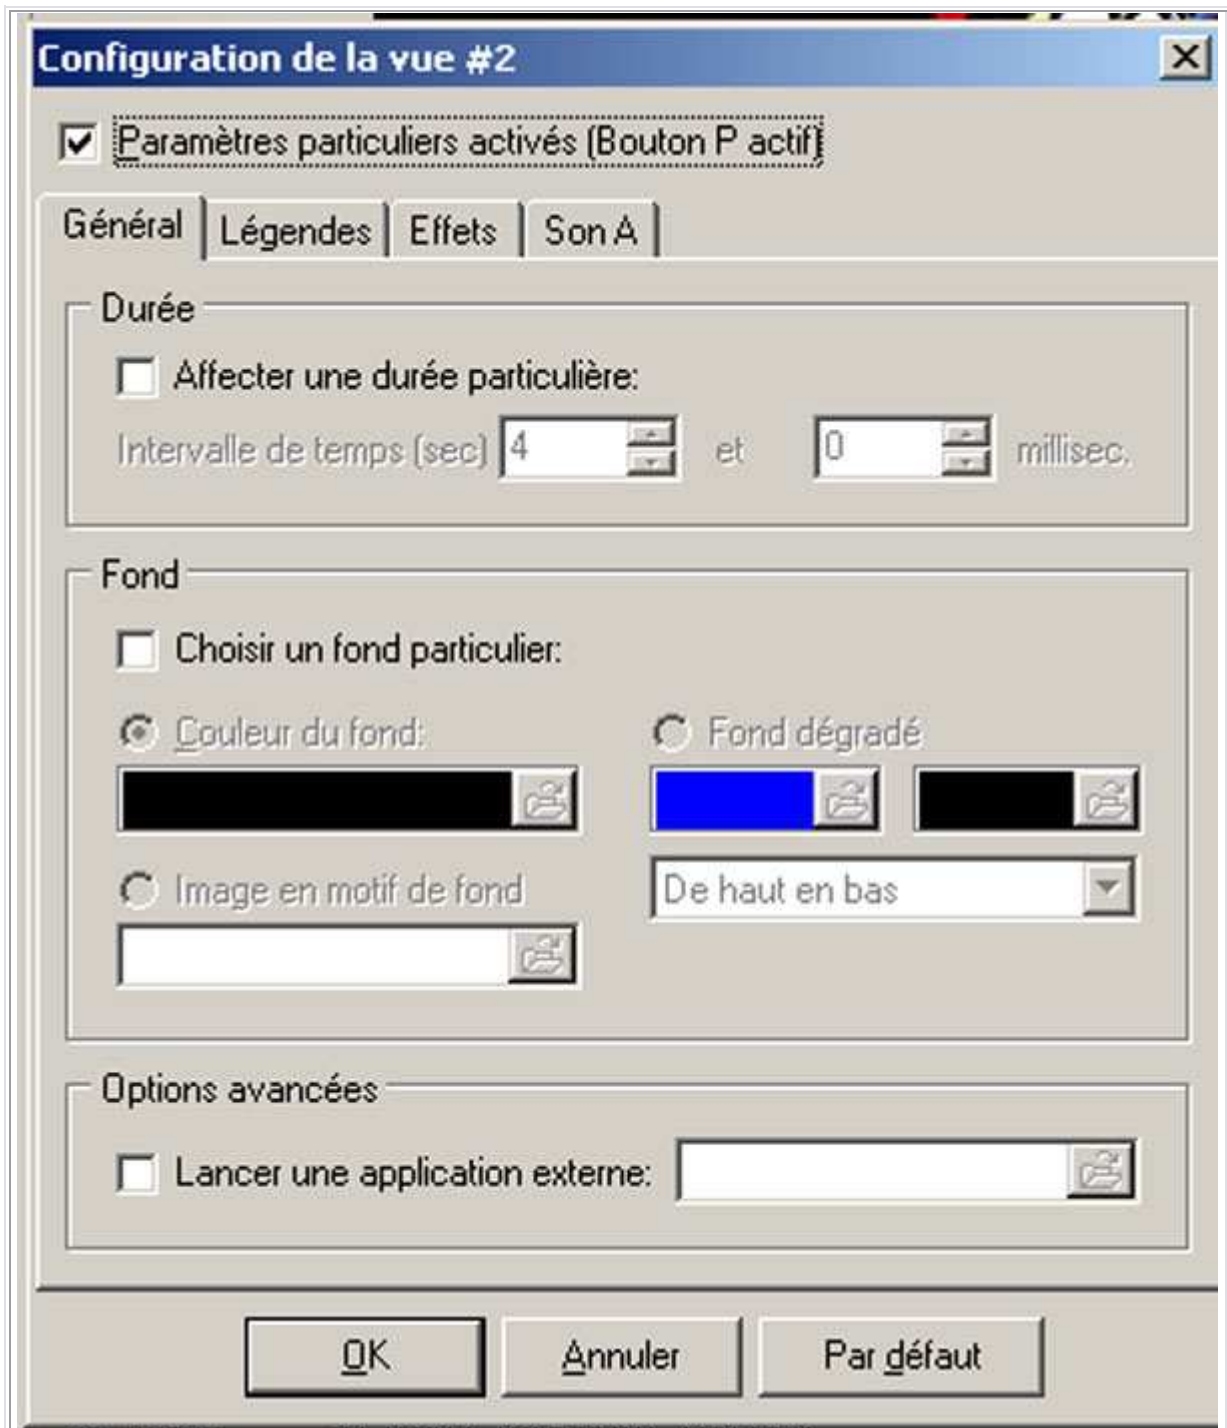 Configuration de la vue #2
Paramètres particuliers activés (Bouton P actif)
Général Légendes Effets Son A
Durée
Affecter une durée particulière:
Intervalle de temps (sec) 4 et 0 millisec.
Fond
Choisir un fond particulier:
Couleur du fond: Fond dégradé
Image en motif de fond De haut en bas
Options avancées
Lancer une application externe:
OK Annuler Par défaut